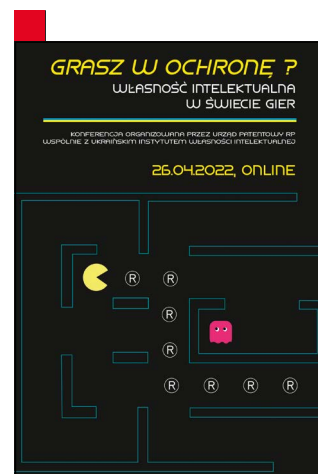 GRASZ W OCHRONĘ ?
WŁASNOŚĆ INTELEKTUALNA
W ŚWIECIE GIER
KONFERENCJA ORGANIZOWANA PRZEZ URZĄD PATENTOWY RP
WSPÓLNIE Z UKRAIŃSKIM INSTYTUTEM WŁASNOŚCI INTELEKTUALNEJ
26.04.2022, ONLINE
® ®
®
®
® ® ® ®